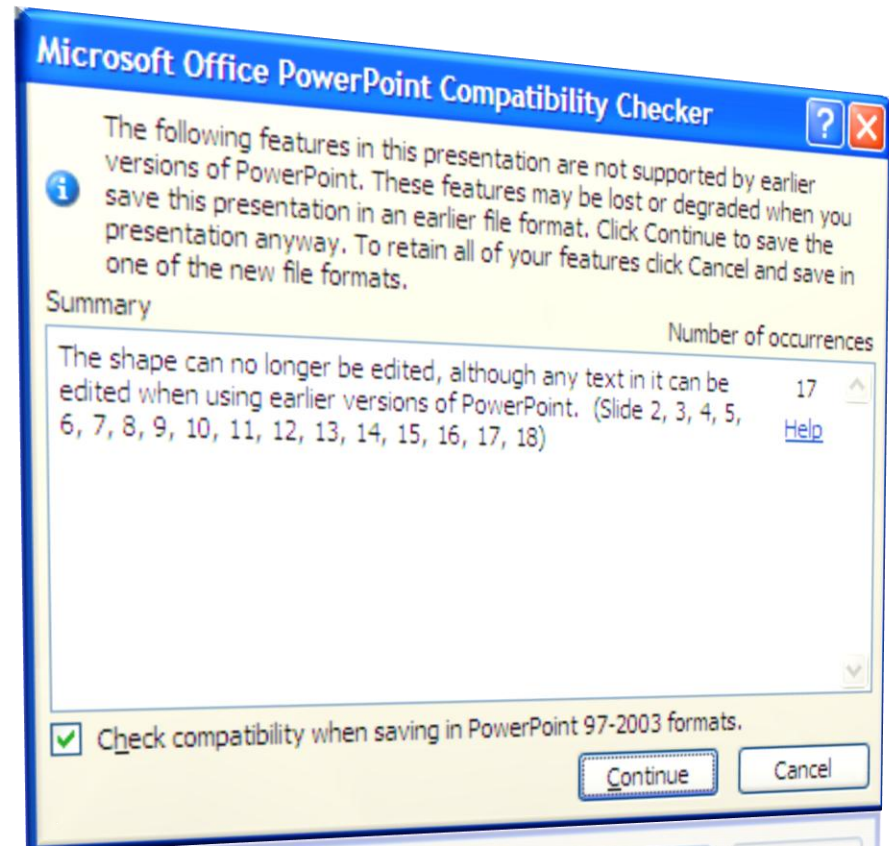 Microsoft Office PowerPoint Compatibility Checker
The following features in this presentation are not supported by earlier
versions of PowerPoint. These features may be lost or degraded when you
save this presentation in an earlier file format. Click Continue to save the
presentation anyway. To retain all of your features click Cancel and save in
one of the new file formats.
Summary
Number of occurrences
The shape can no longer be edited, although any text in it can be
edited when using earlier versions of PowerPoint. (Slide 2, 3, 4, 5,
6, 7, 8, 9, 10, 11, 12, 13, 14, 15, 16, 17, 18)
17
Help
Check compatibility when saving in PowerPoint 97-2003 formats.
Continue
Cancel